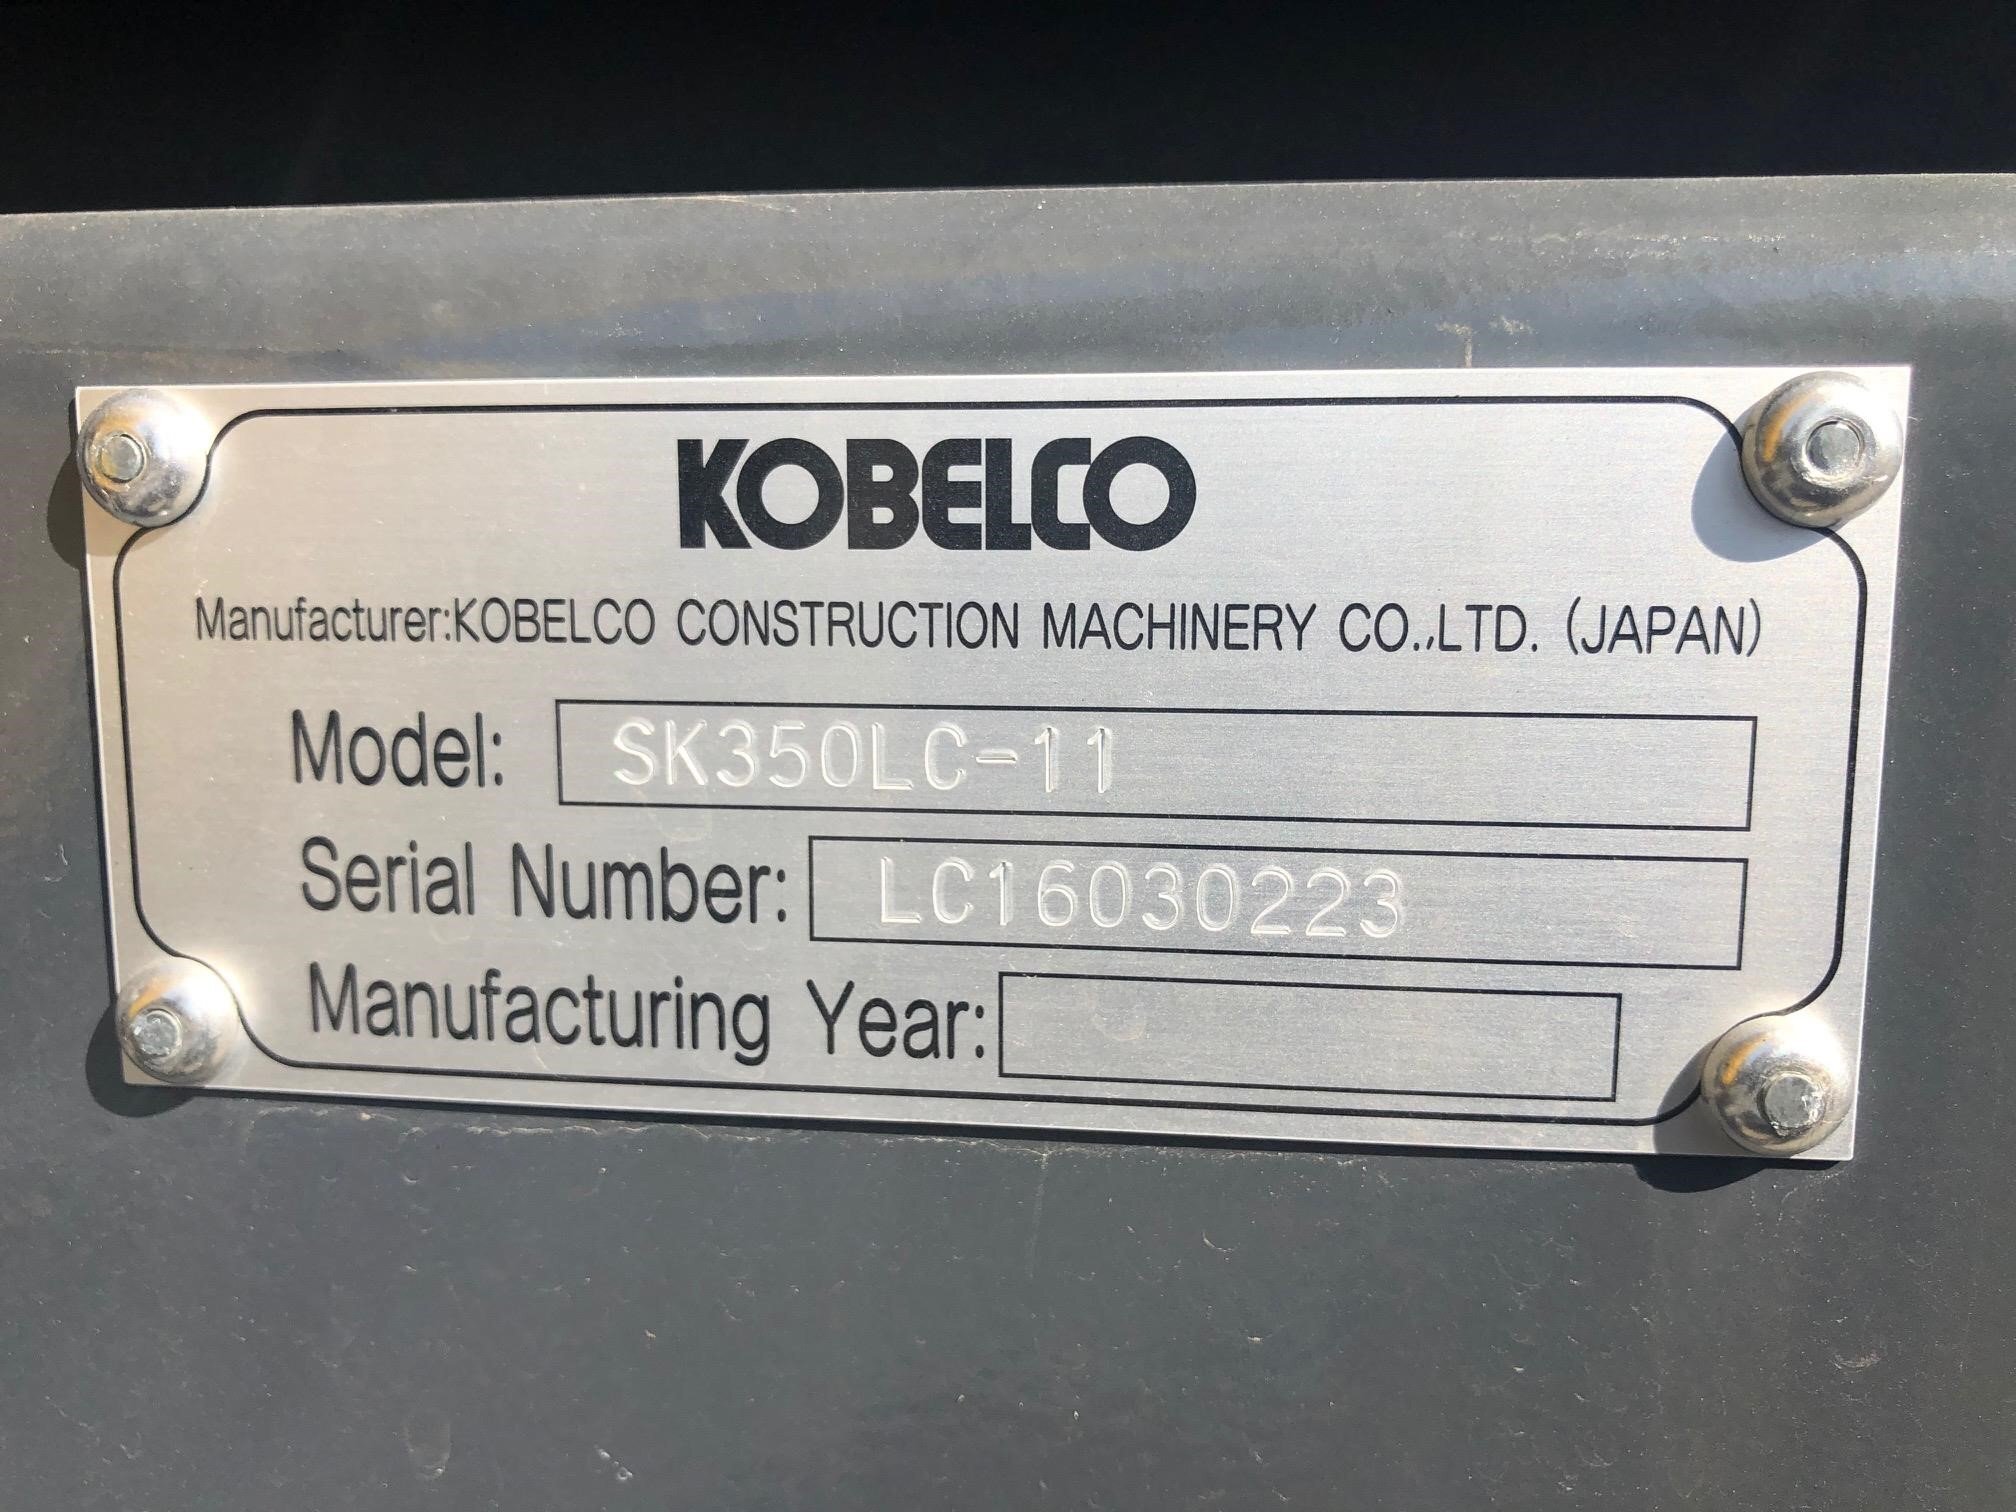 KOBELCO
Manufacturer:KOBELCO CONSTRUCTION MACHINERY CO.,LTD. (JAPAN)
Model: SK350LC-11
Serial Number: LC16030223
Manufacturing Year: